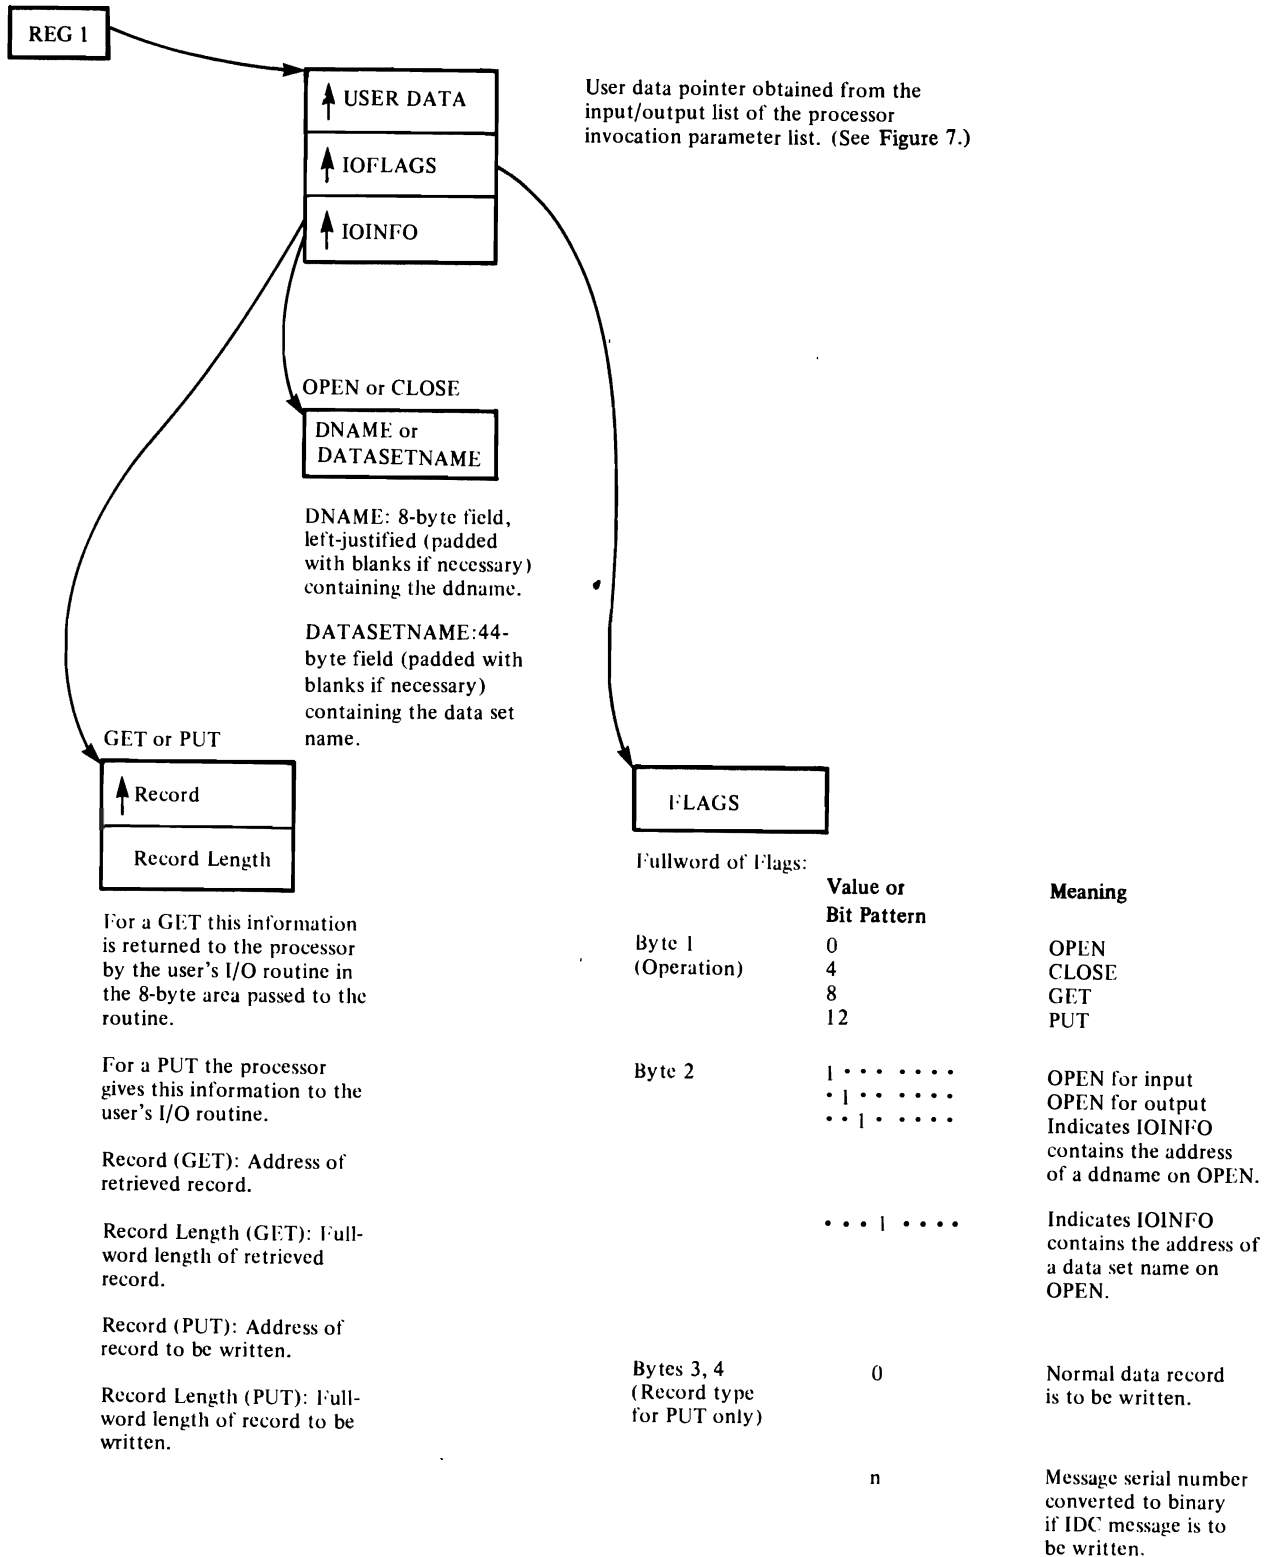 REG 1
USER DATA
IOFLAGS
IOINFO
User data pointer obtained from the
input/output list of the processor
invocation parameter list. (See Figure 7.)
OPEN or CLOSE
DNAME or
DATASETNAME
DNAME: 8-byte field,
left-justified (padded
with blanks if necessary)
containing the ddname.
DATASETNAME:44-
byte field (padded with
blanks if necessary)
containing the data set
name.
GET or PUT
Record
Record Length
For a GET this information
is returned to the processor
by the user's I/O routine in
the 8-byte area passed to the
routine.
For a PUT the processor
gives this information to the
user's I/O routine.
Record (GET): Address of
retrieved record.
Record Length (GET): Full-
word length of retrieved
record.
Record (PUT): Address of
record to be written.
Record Length (PUT): Full-
word length of record to be
written.
FLAGS
Fullword of Flags:
Value or Meaning
Bit Pattern
Byte 1 0 OPEN
(Operation) 4 CLOSE
8 GET
12 PUT
Byte 2 1 • • • • • • • OPEN for input
• 1 • • • • • • OPEN for output
• • 1 • • • • • Indicates IOINFO
contains the address
of a ddname on OPEN.
• • • 1 • • • • Indicates IOINFO
contains the address of
a data set name on
OPEN.
Bytes 3, 4 0 Normal data record
(Record type is to be written.
for PUT only)
n Message serial number
converted to binary
if IDC message is to
be written.